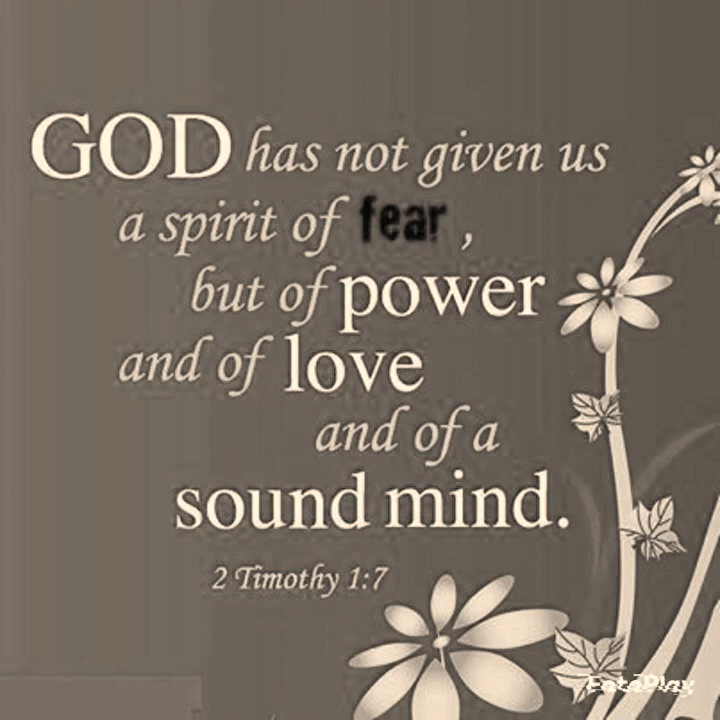 GOD has not given us
a spirit of fear ,
but of power
and of love
and of a
sound mind.
2 Timothy 1:7